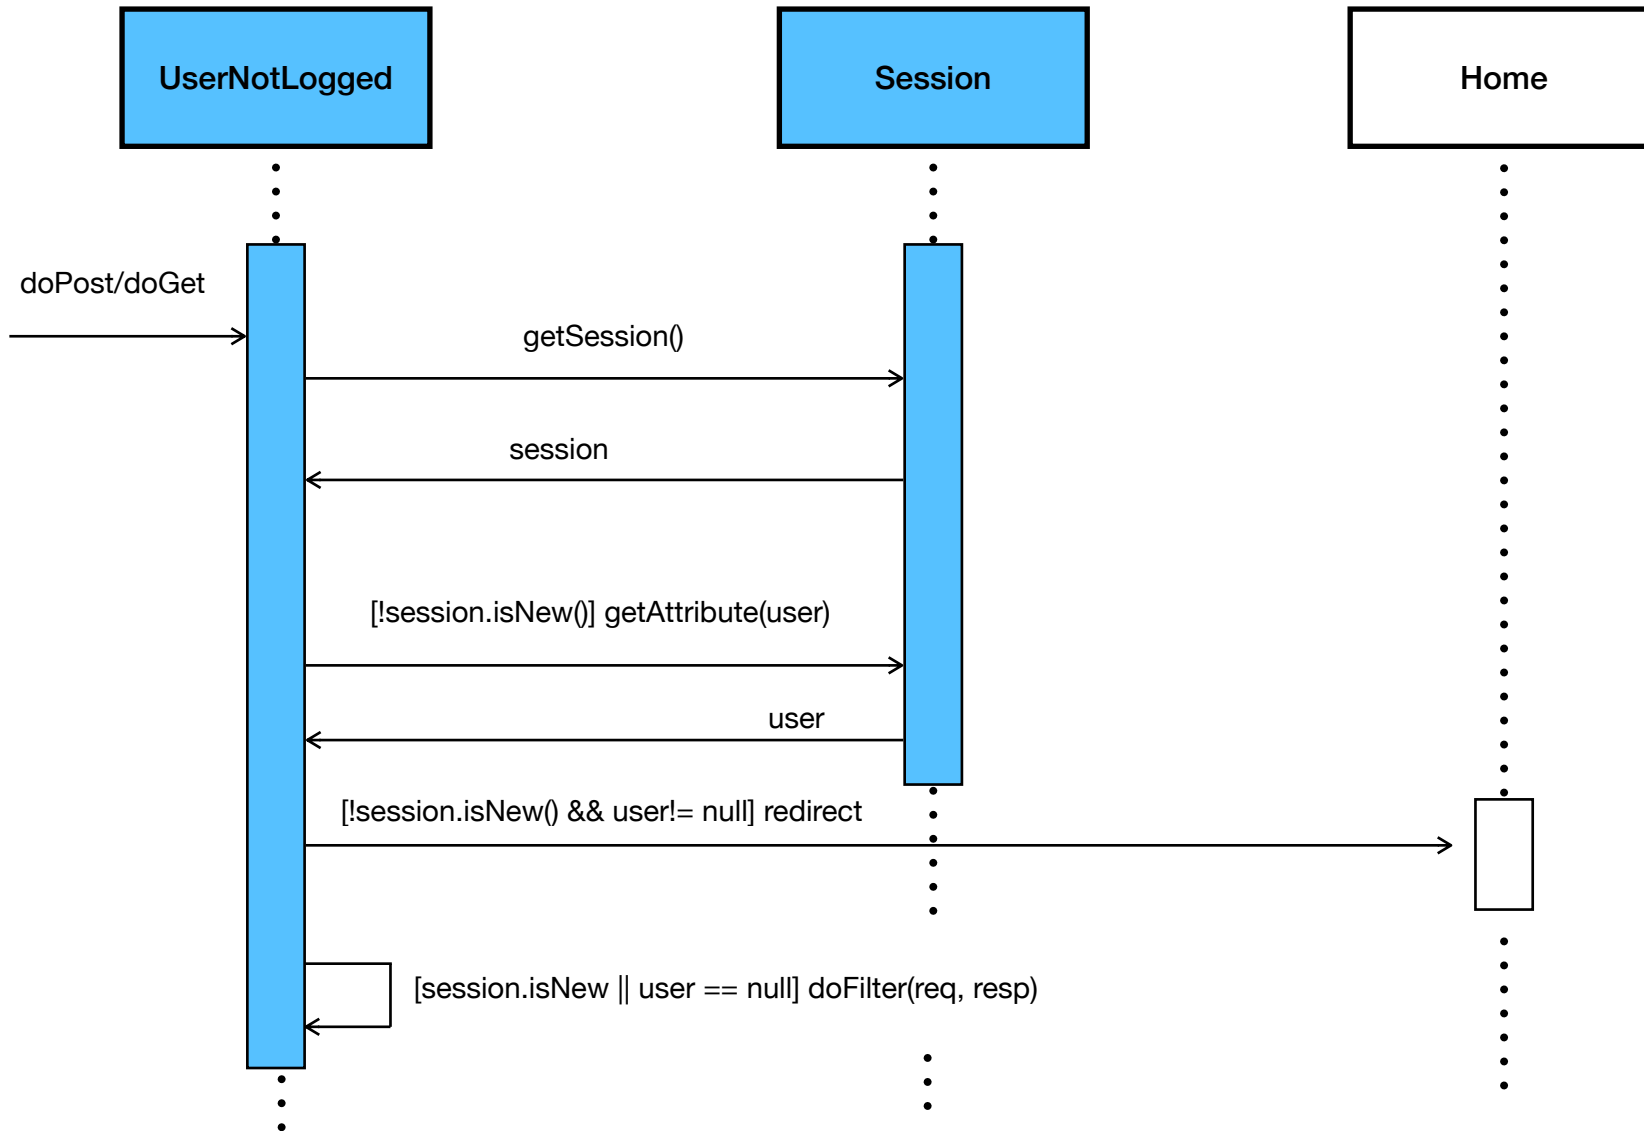 UserNotLogged
Session
Home
doPost/doGet
getSession()
session
[!session.isNew()] getAttribute(user)
user
[!session.isNew() && user!= null] redirect
[session.isNew || user == null] doFilter(req, resp)